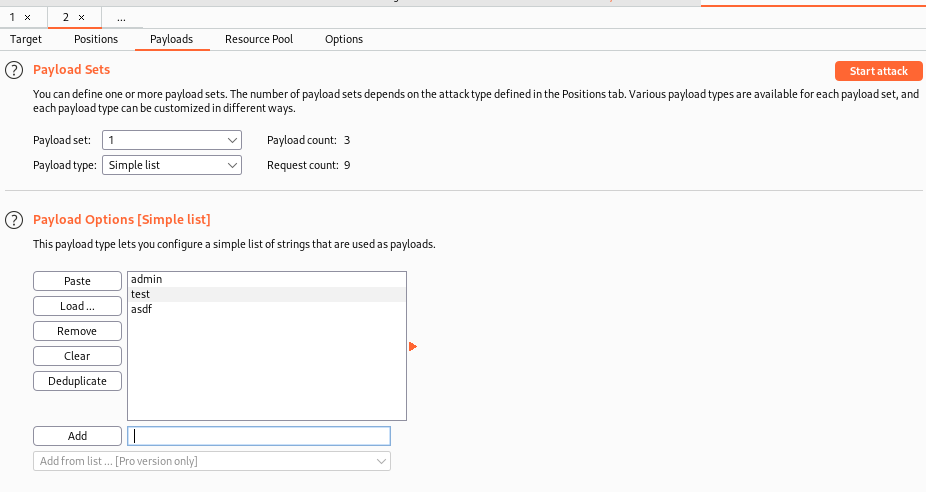 1 ×
2 ×
...
Target
Positions
Payloads
Resource Pool
Options
? Payload Sets
Start attack
You can define one or more payload sets. The number of payload sets depends on the attack type defined in the Positions tab. Various payload types are available for each payload set, and
each payload type can be customized in different ways.
Payload set: 1
Payload count: 3
Payload type: Simple list
Request count: 9
? Payload Options [Simple list]
This payload type lets you configure a simple list of strings that are used as payloads.
Paste
Load ...
Remove
Clear
Deduplicate
admin
test
asdf
Add
Add from list ... [Pro version only]